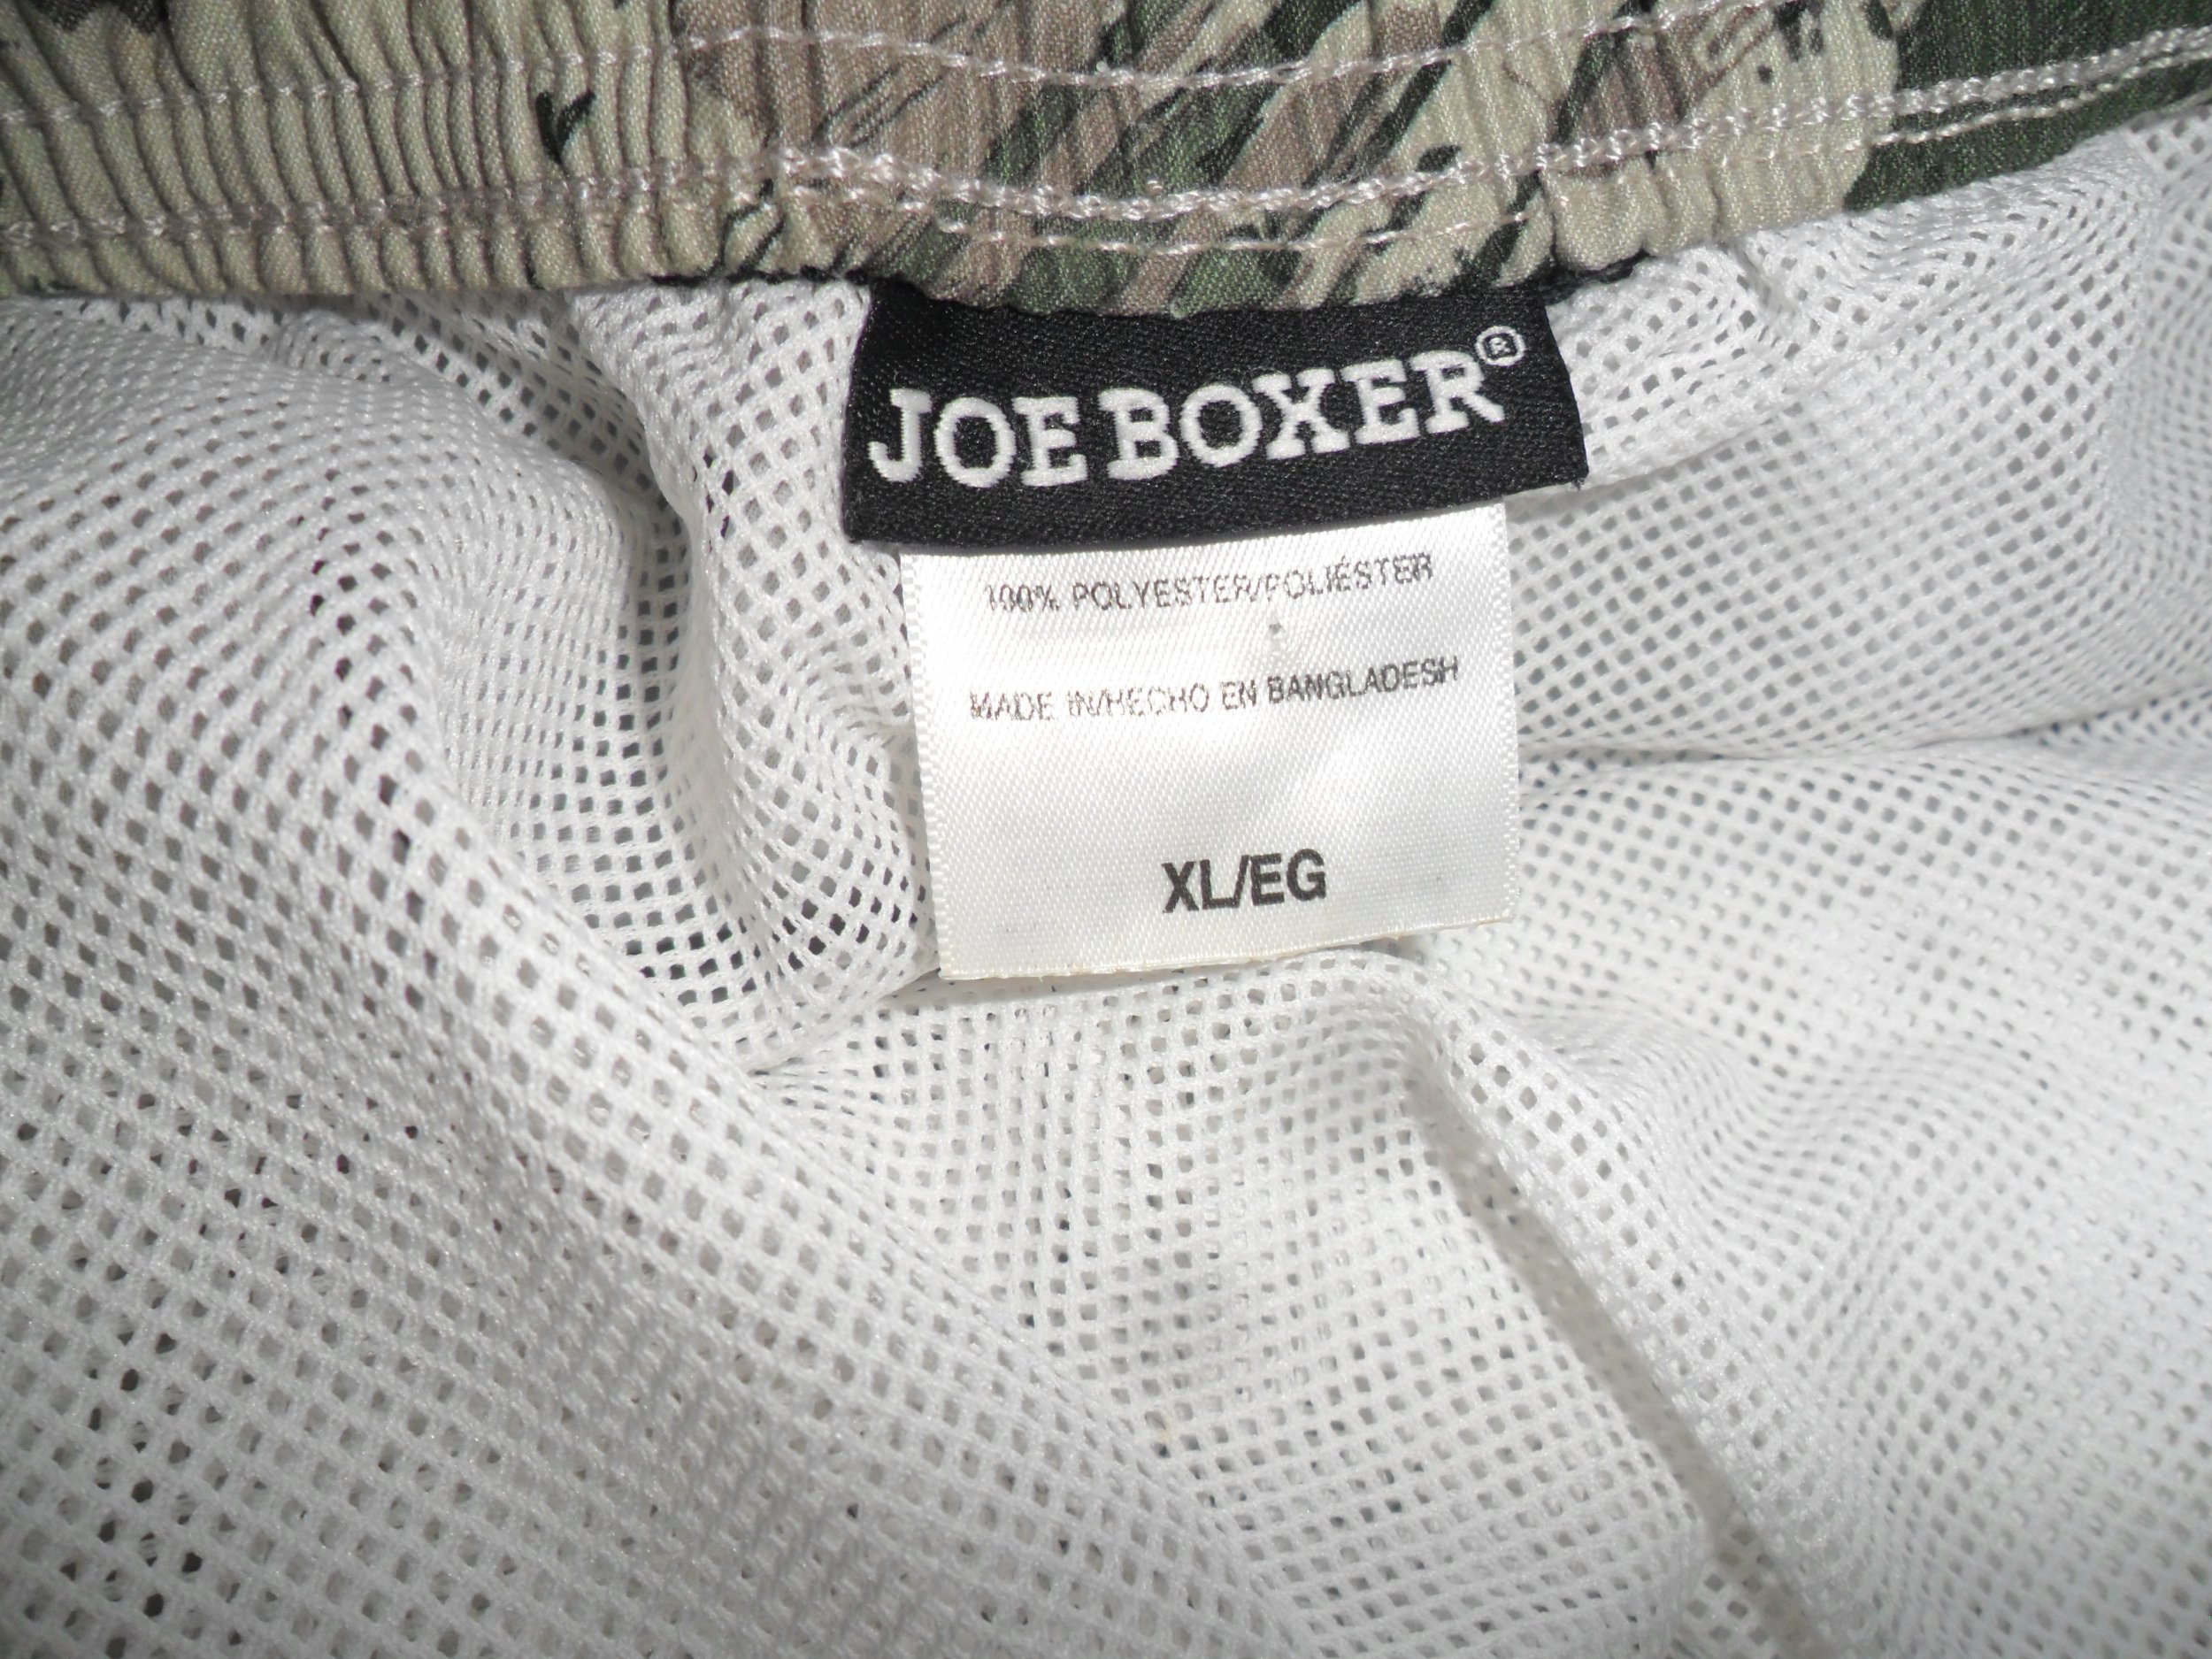 JOE BOXER®
100% POLYESTER/POLIÉSTER
MADE IN/HECHO EN BANGLADESH
XL/EG